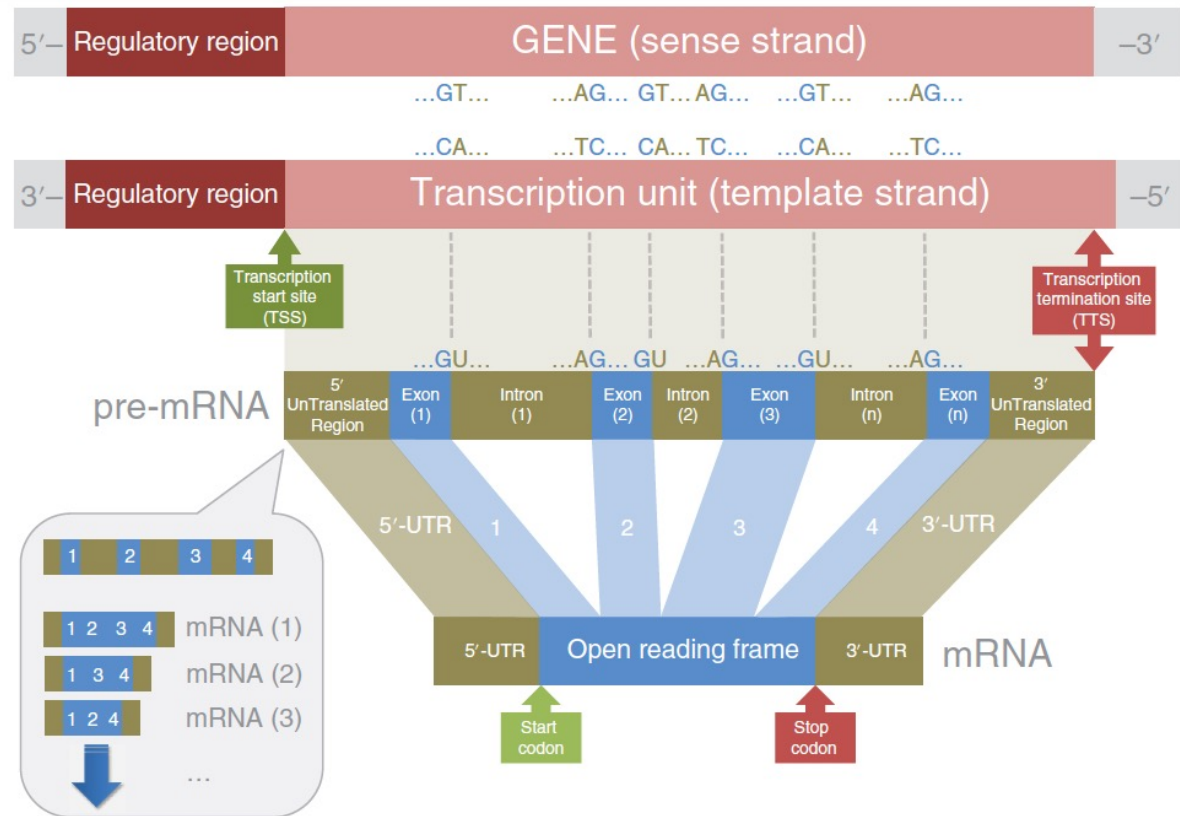 5′– Regulatory region GENE (sense strand) –3′
...GT... ...AG... GT... AG... ...GT... ...AG...
...CA... ...TC... CA... TC... ...CA... ...TC...
3′– Regulatory region Transcription unit (template strand) –5′
Transcription
start site
(TSS)
Transcription
termination site
(TTS)
...GU... ...AG... GU ...AG... ...GU... ...AG...
pre-mRNA
5′
UnTranslated
Region
Exon
(1)
Intron
(1)
Exon
(2)
Intron
(2)
Exon
(3)
Intron
(n)
Exon
(n)
3′
UnTranslated
Region
5′-UTR 1 2 3 4 3′-UTR
1 2 3 4
1 2 3 4 mRNA (1)
1 3 4 mRNA (2)
1 2 4 mRNA (3)
...
5′-UTR Open reading frame 3′-UTR mRNA
Start
codon
Stop
codon